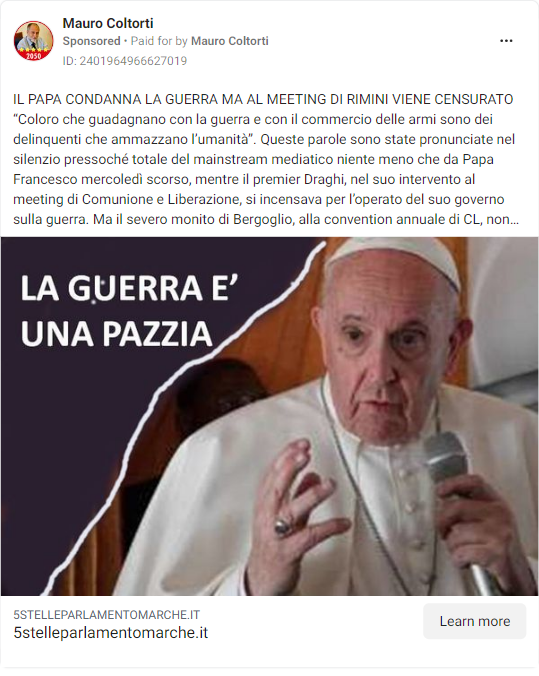 Mauro Coltorti
Sponsored • Paid for by Mauro Coltorti
ID: 2401964966627019
2050
IL PAPA CONDANNA LA GUERRA MA AL MEETING DI RIMINI VIENE CENSURATO
“Coloro che guadagnano con la guerra e con il commercio delle armi sono dei
delinquenti che ammazzano l’umanità”. Queste parole sono state pronunciate nel
silenzio pressoché totale del mainstream mediatico niente meno che da Papa
Francesco mercoledì scorso, mentre il premier Draghi, nel suo intervento al
meeting di Comunione e Liberazione, si incensava per l’operato del suo governo
sulla guerra. Ma il severo monito di Bergoglio, alla convention annuale di CL, non...
LA GUERRA E’
UNA PAZZIA
5STELLEPARLAMENTOMARCHE.IT
5stelleparlamentomarche.it
Learn more